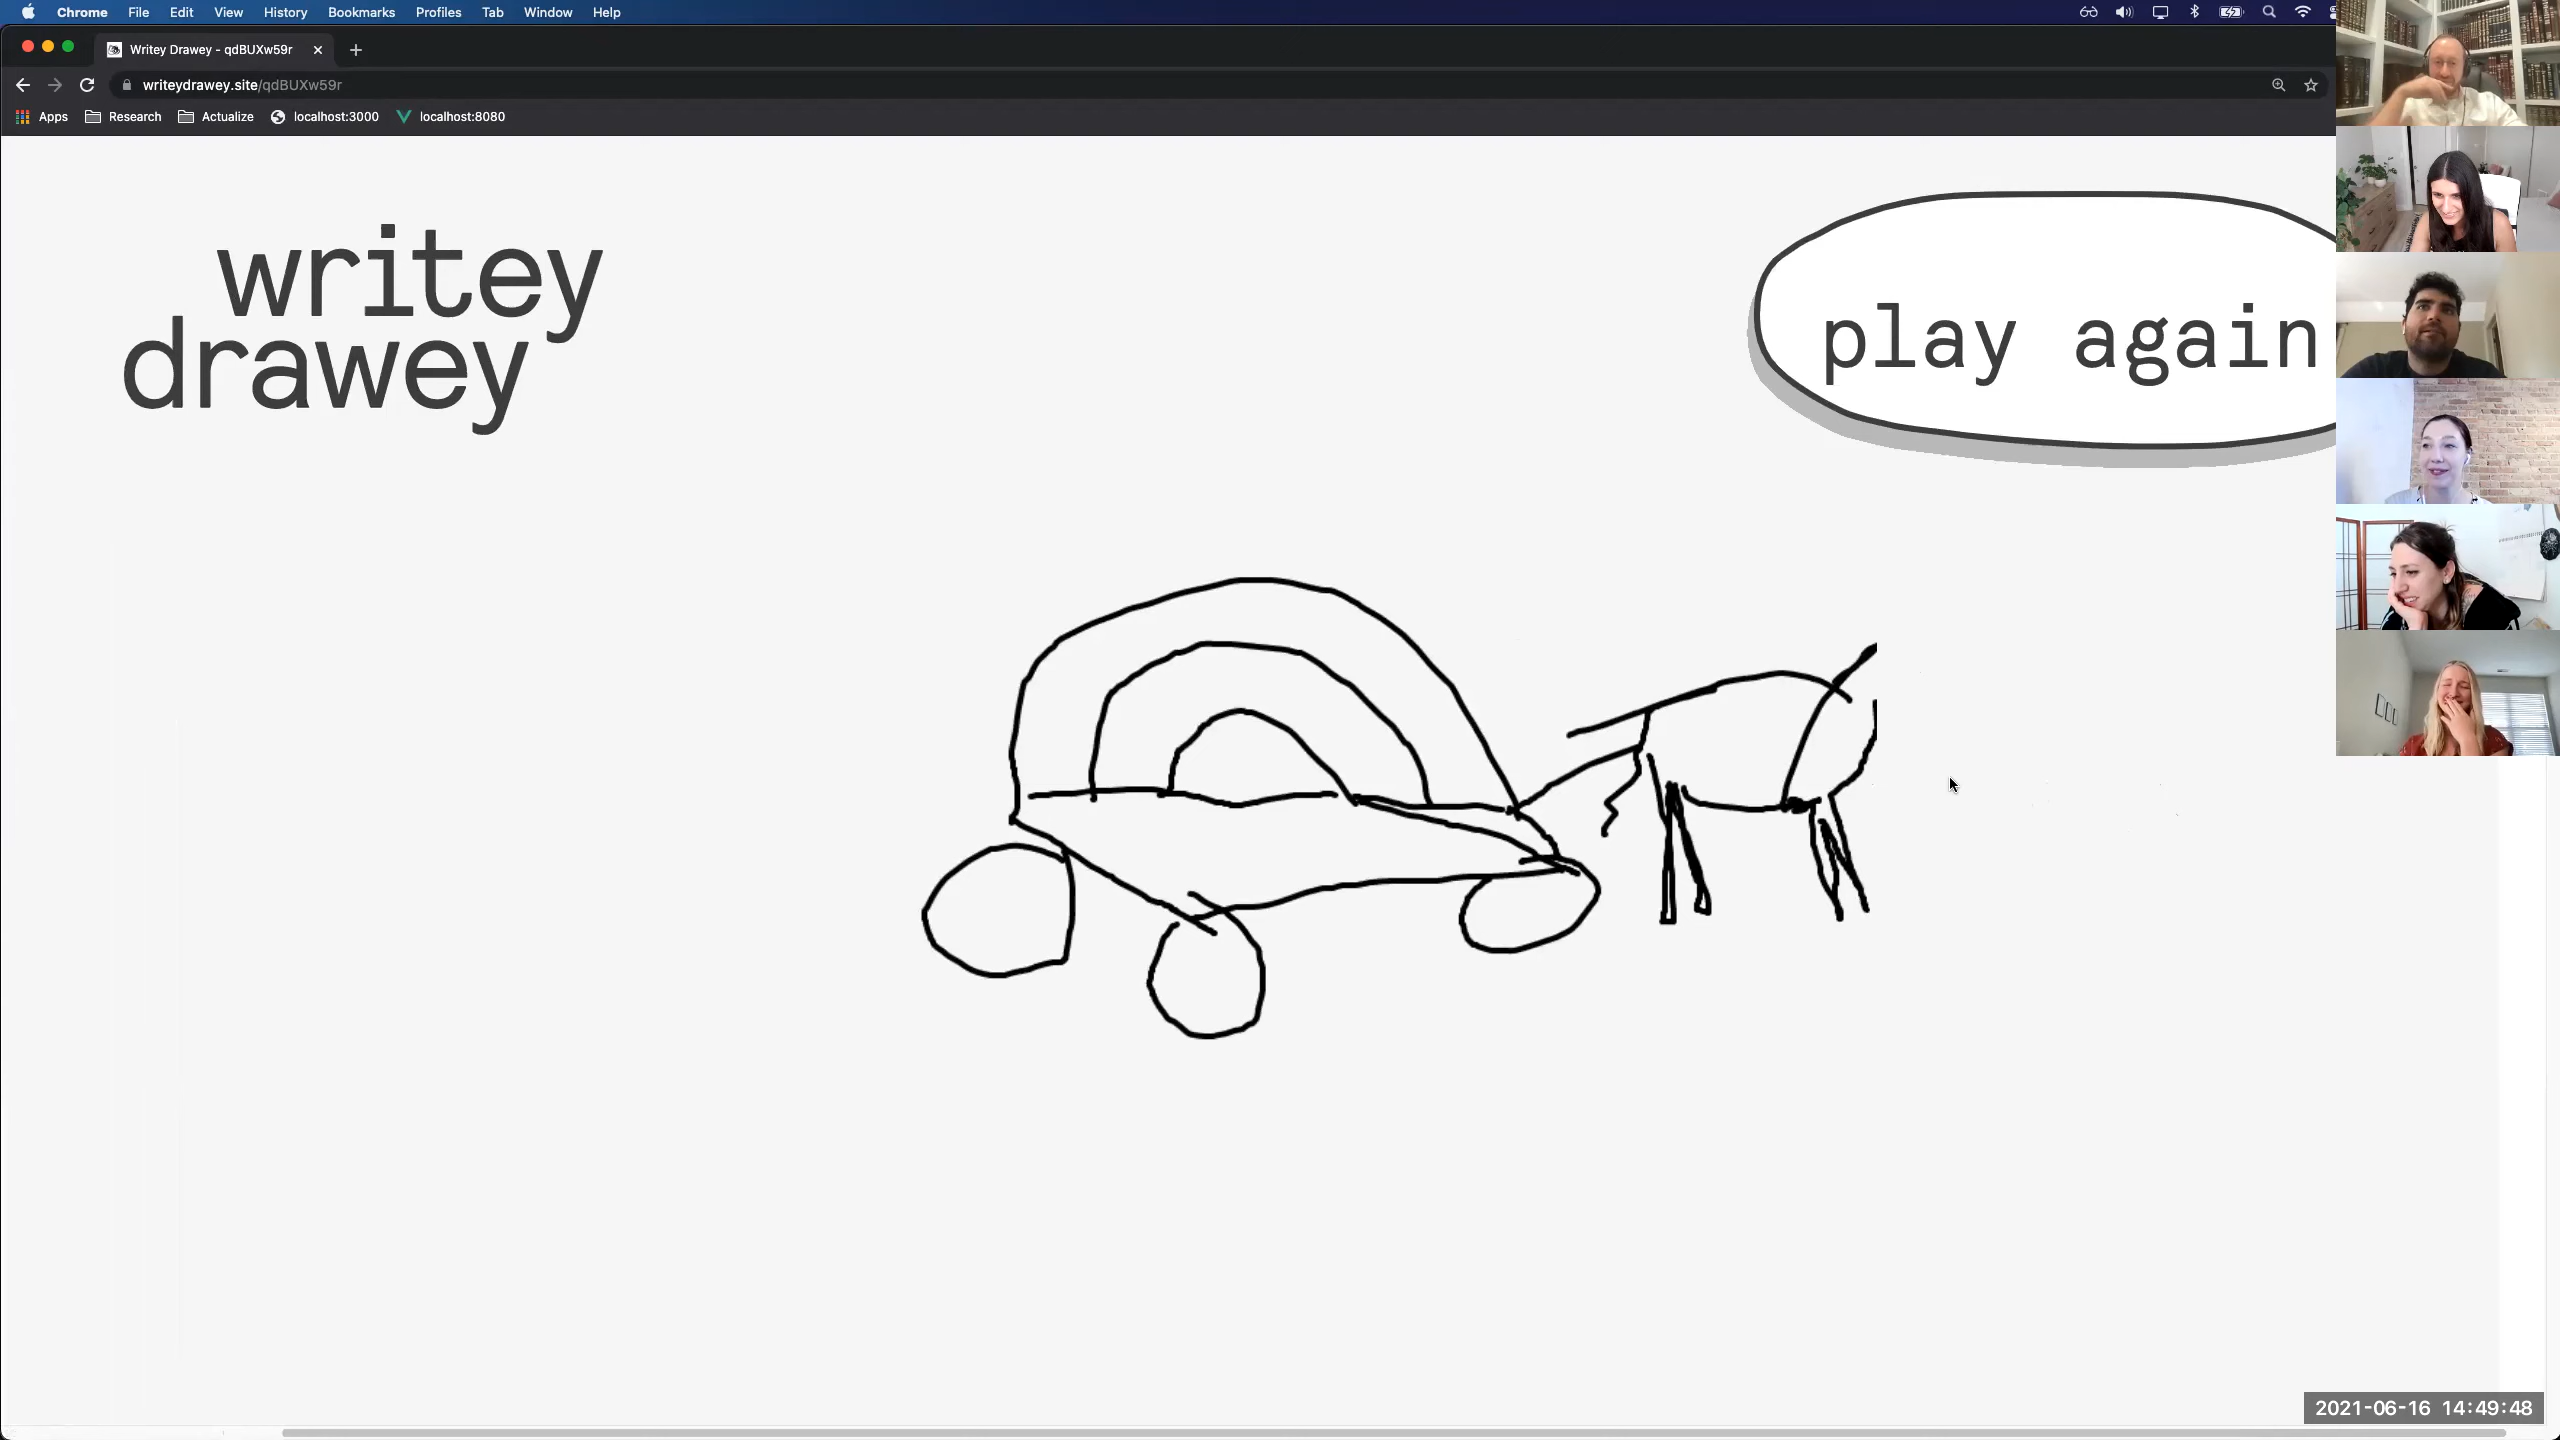 Chrome File Edit View History Bookmarks Profiles Tab Window Help
Writey Drawey - qdBUXw59r
writeydrawey.site/qdBUXw59r
Apps Research Actualize localhost:3000 localhost:8080
writey
drawey
play again
2021-06-16 14:49:48